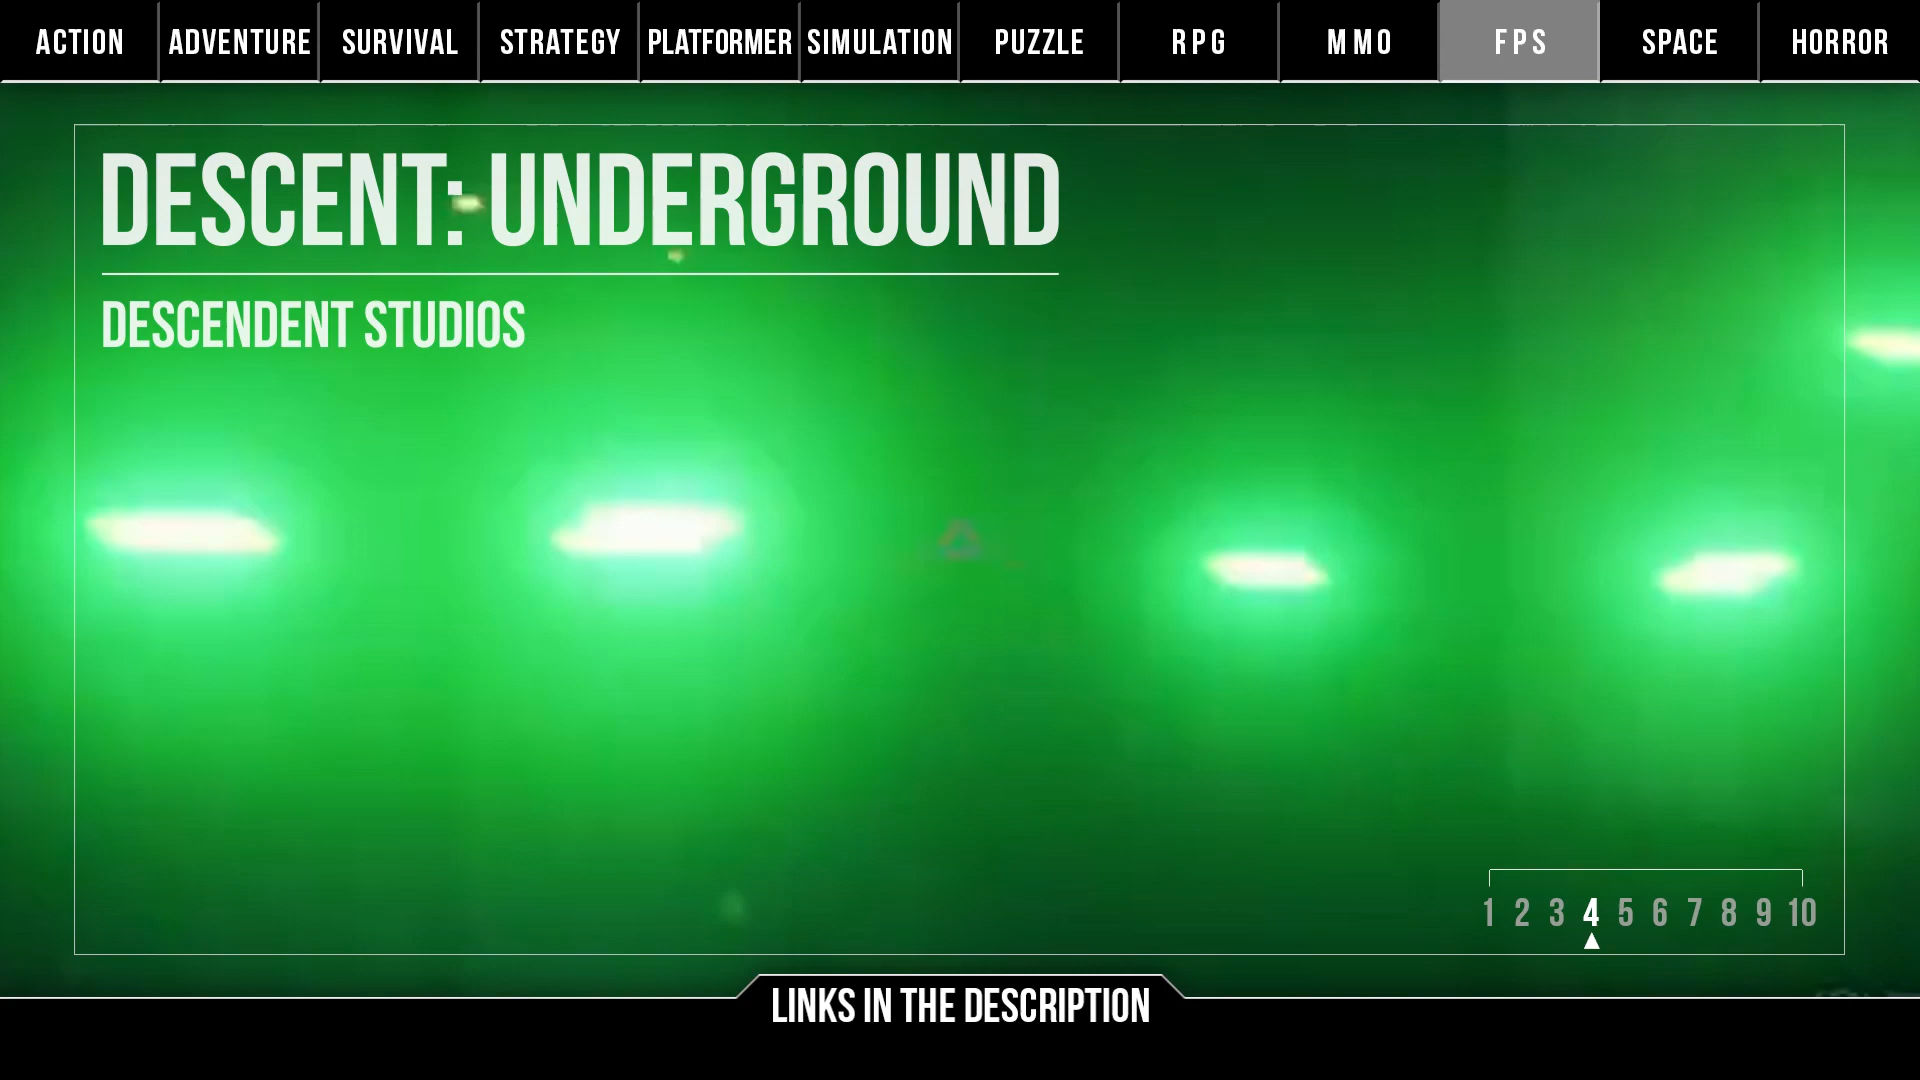 ACTION ADVENTURE SURVIVAL STRATEGY PLATFORMER SIMULATION PUZZLE RPG MMO FPS SPACE HORROR
DESCENT: UNDERGROUND
DESCENDENT STUDIOS
1 2 3 4 5 6 7 8 9 10
LINKS IN THE DESCRIPTION